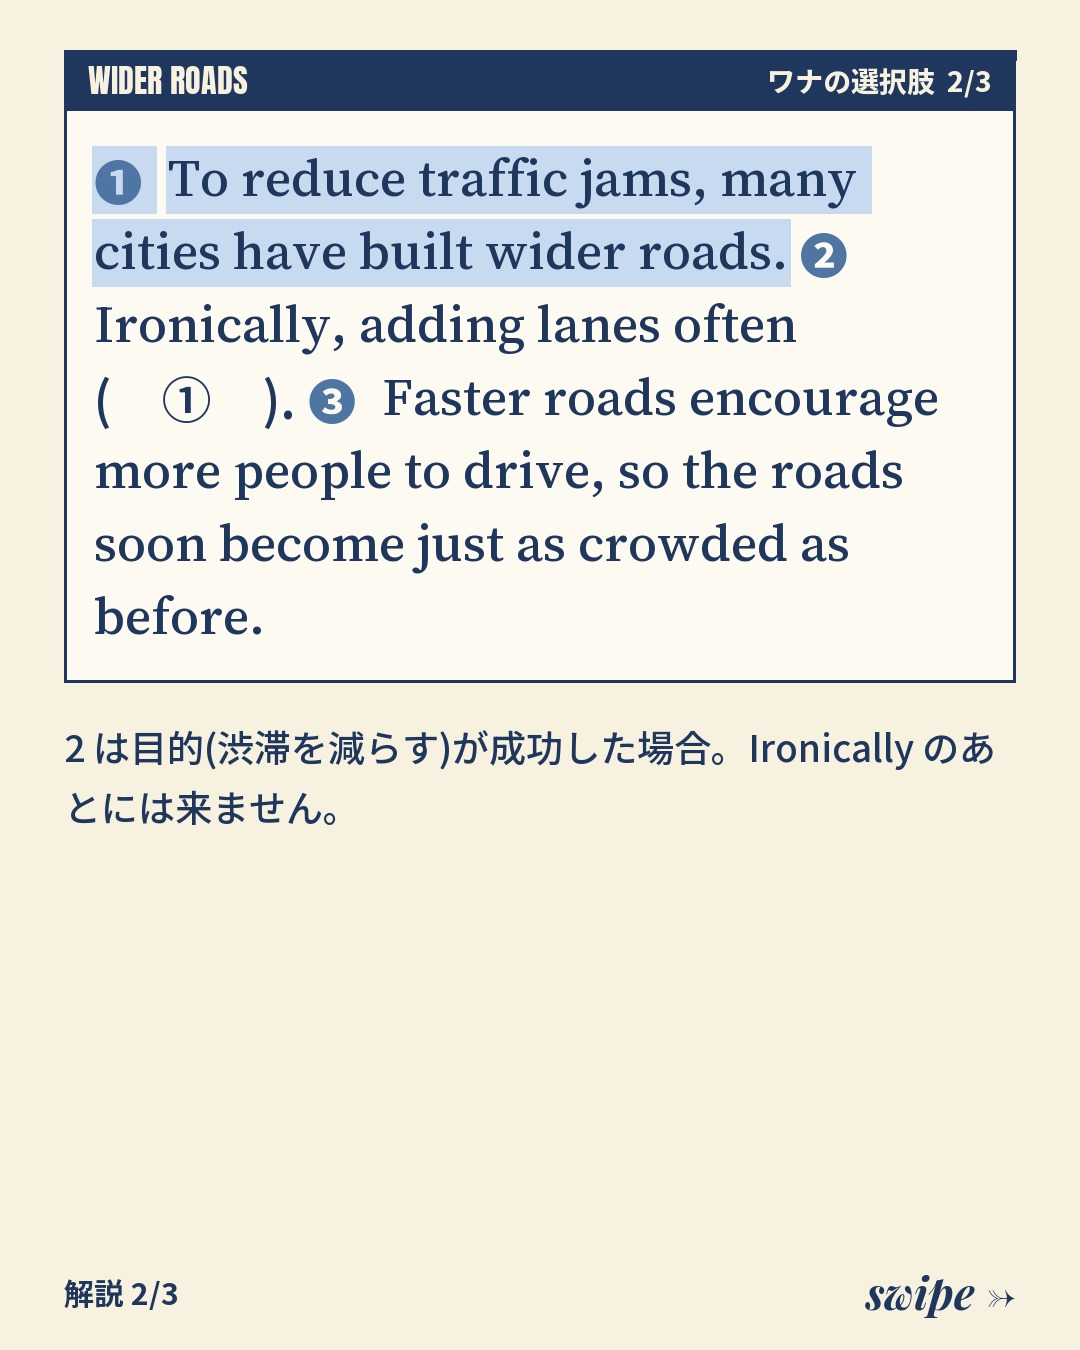 WIDER ROADS
ワナの選択肢 2/3
❶ To reduce traffic jams, many
cities have built wider roads. ❷
Ironically, adding lanes often
(　①　). ❸ Faster roads encourage
more people to drive, so the roads
soon become just as crowded as
before.
2 は目的(渋滞を減らす)が成功した場合。Ironically のあ
とには来ません。
解説 2/3
swipe